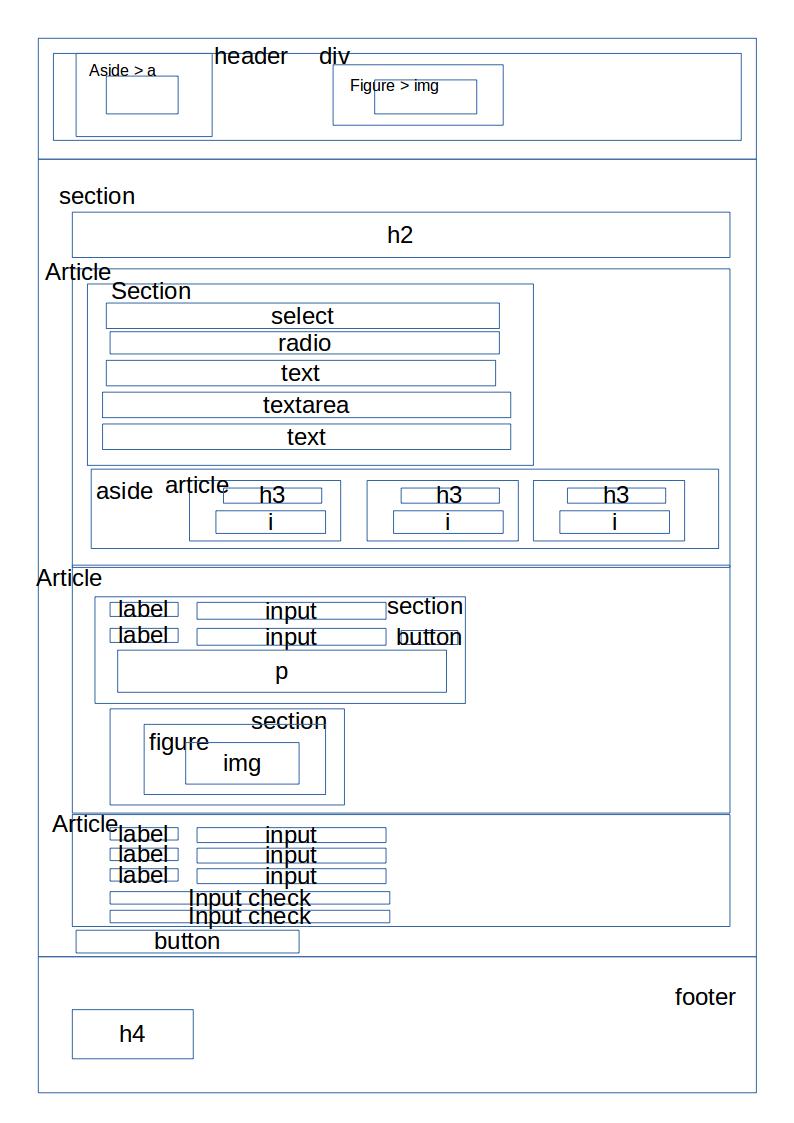 header div
Aside > a
Figure > img
section
h2
Article
Section
select
radio
text
textarea
text
aside article h3 h3 h3
i i i
Article
label input section
label input button
p
section
figure
img
Article
label input
label input
label input
Input check
Input check
button
footer
h4